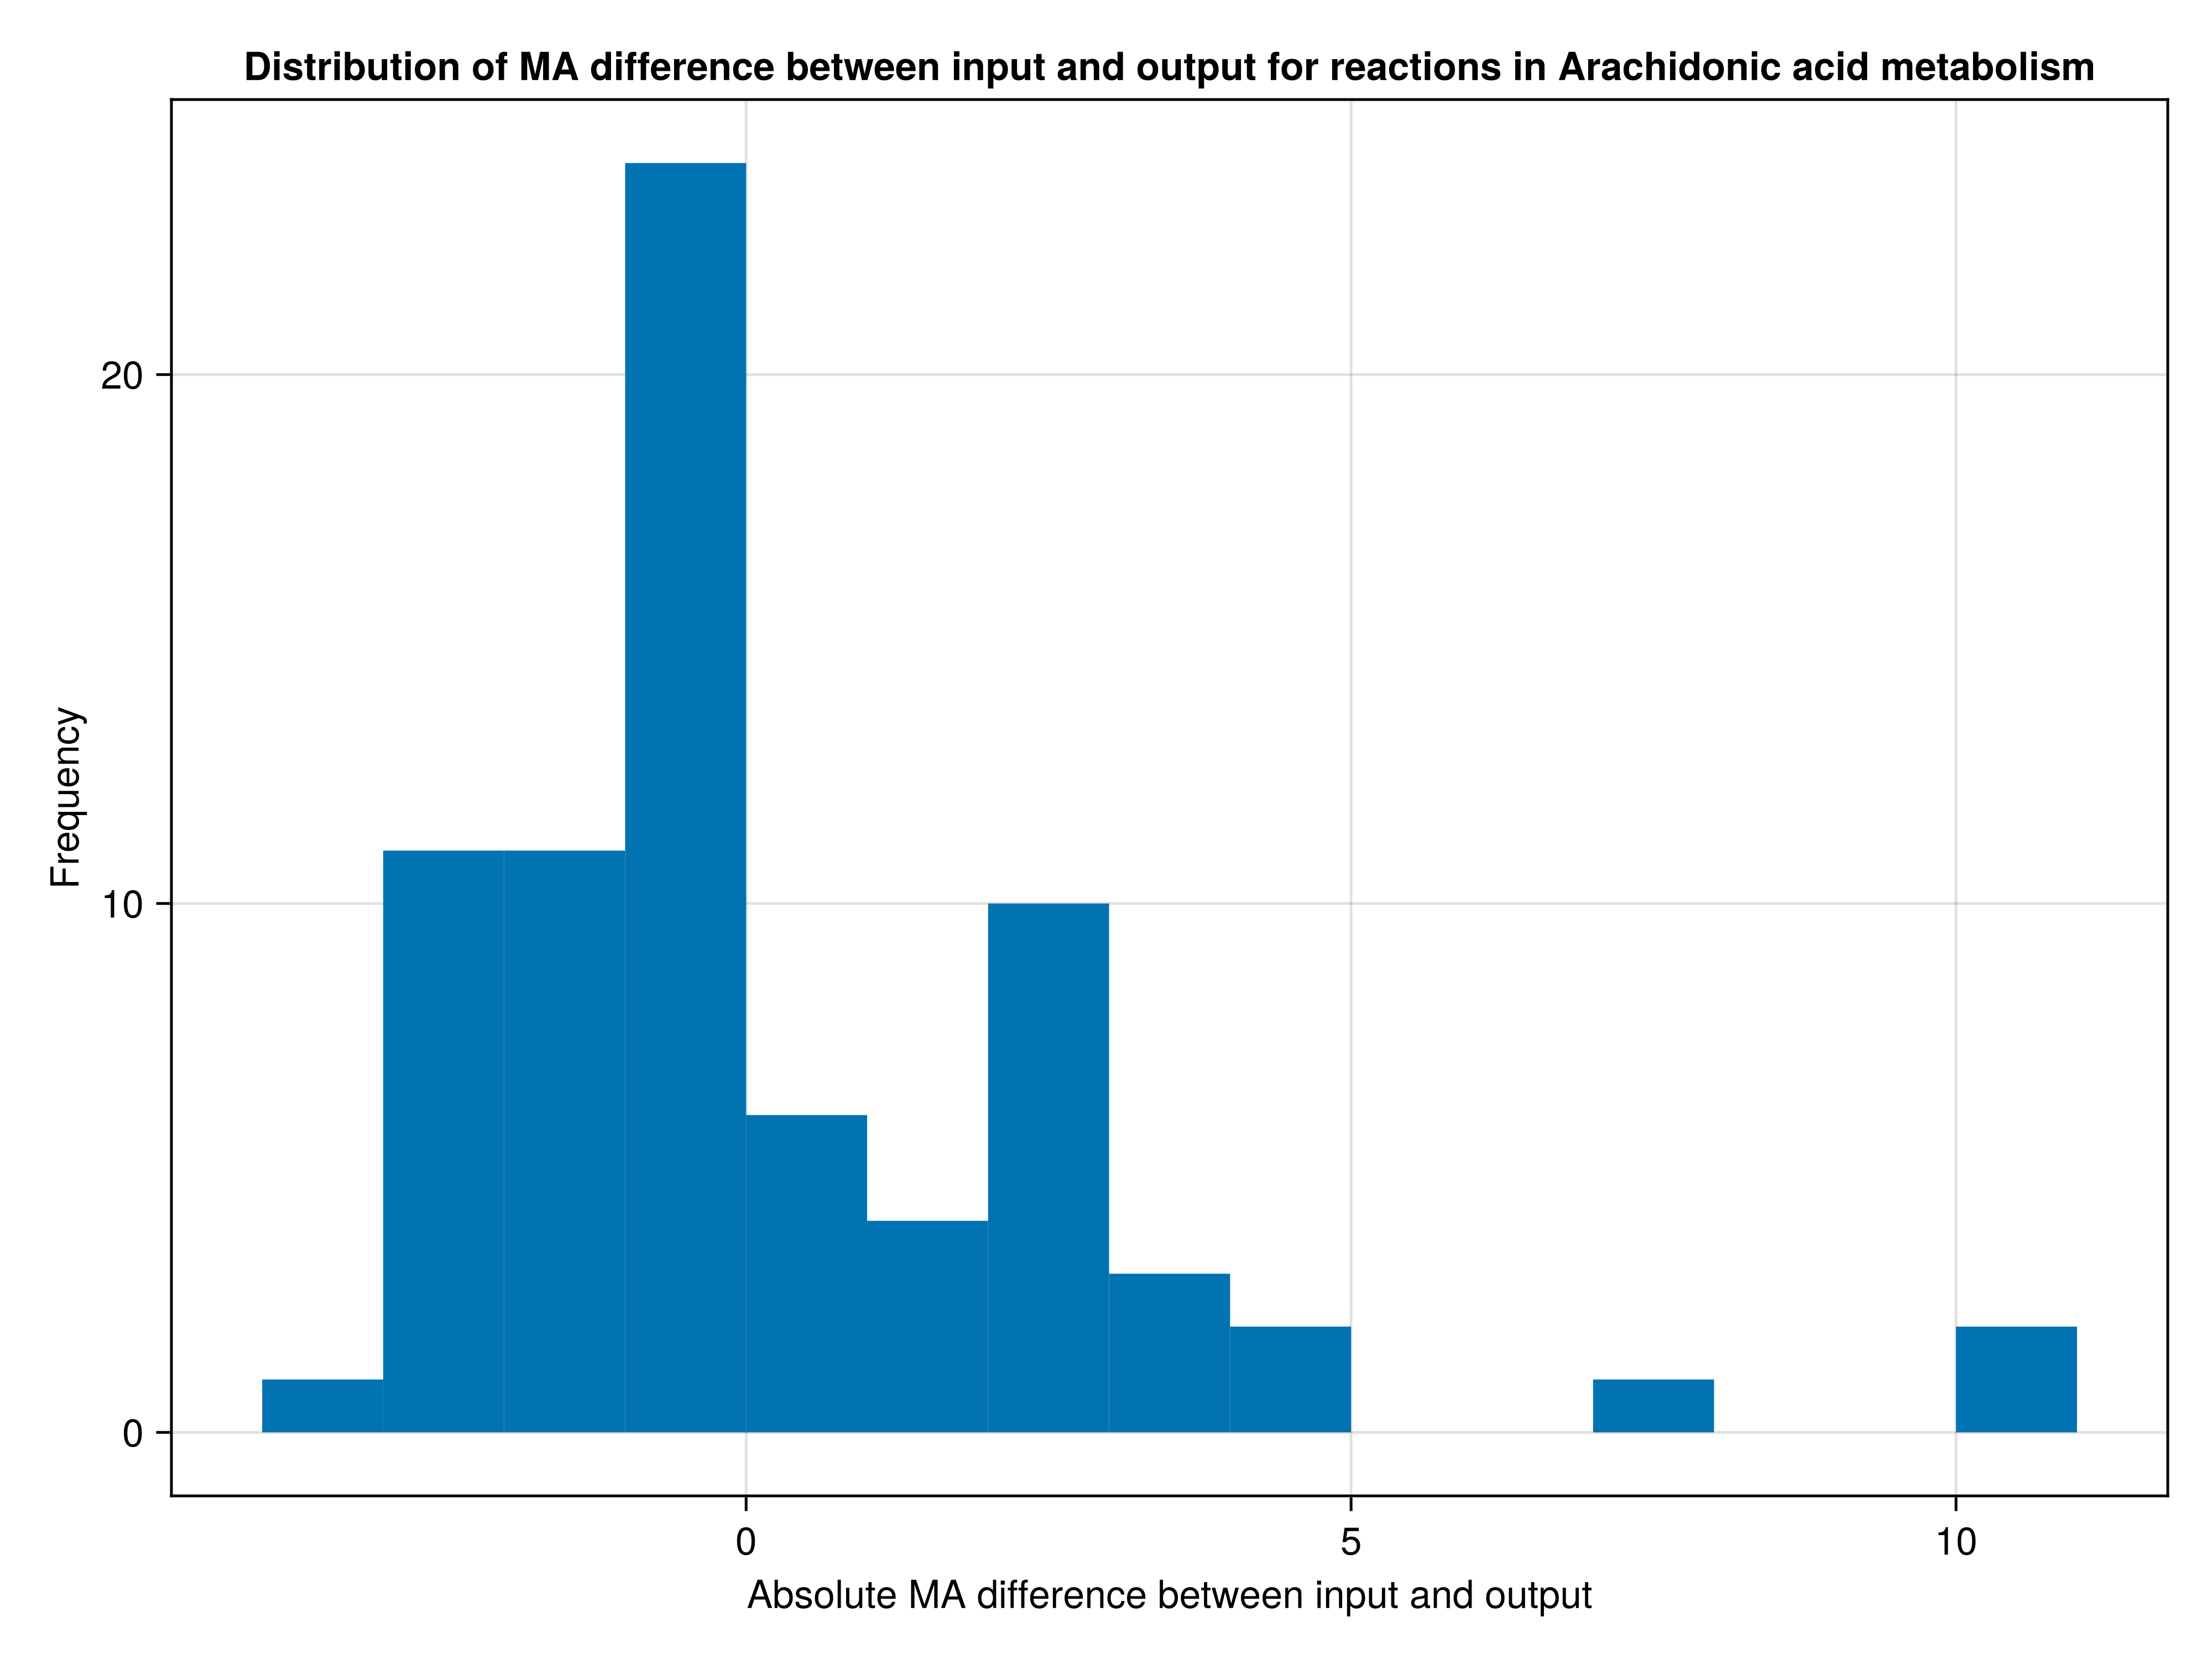 Distribution of MA difference between input and output for reactions in Arachidonic acid metabolism
Frequency
20
10
0
0
5
10
Absolute MA difference between input and output